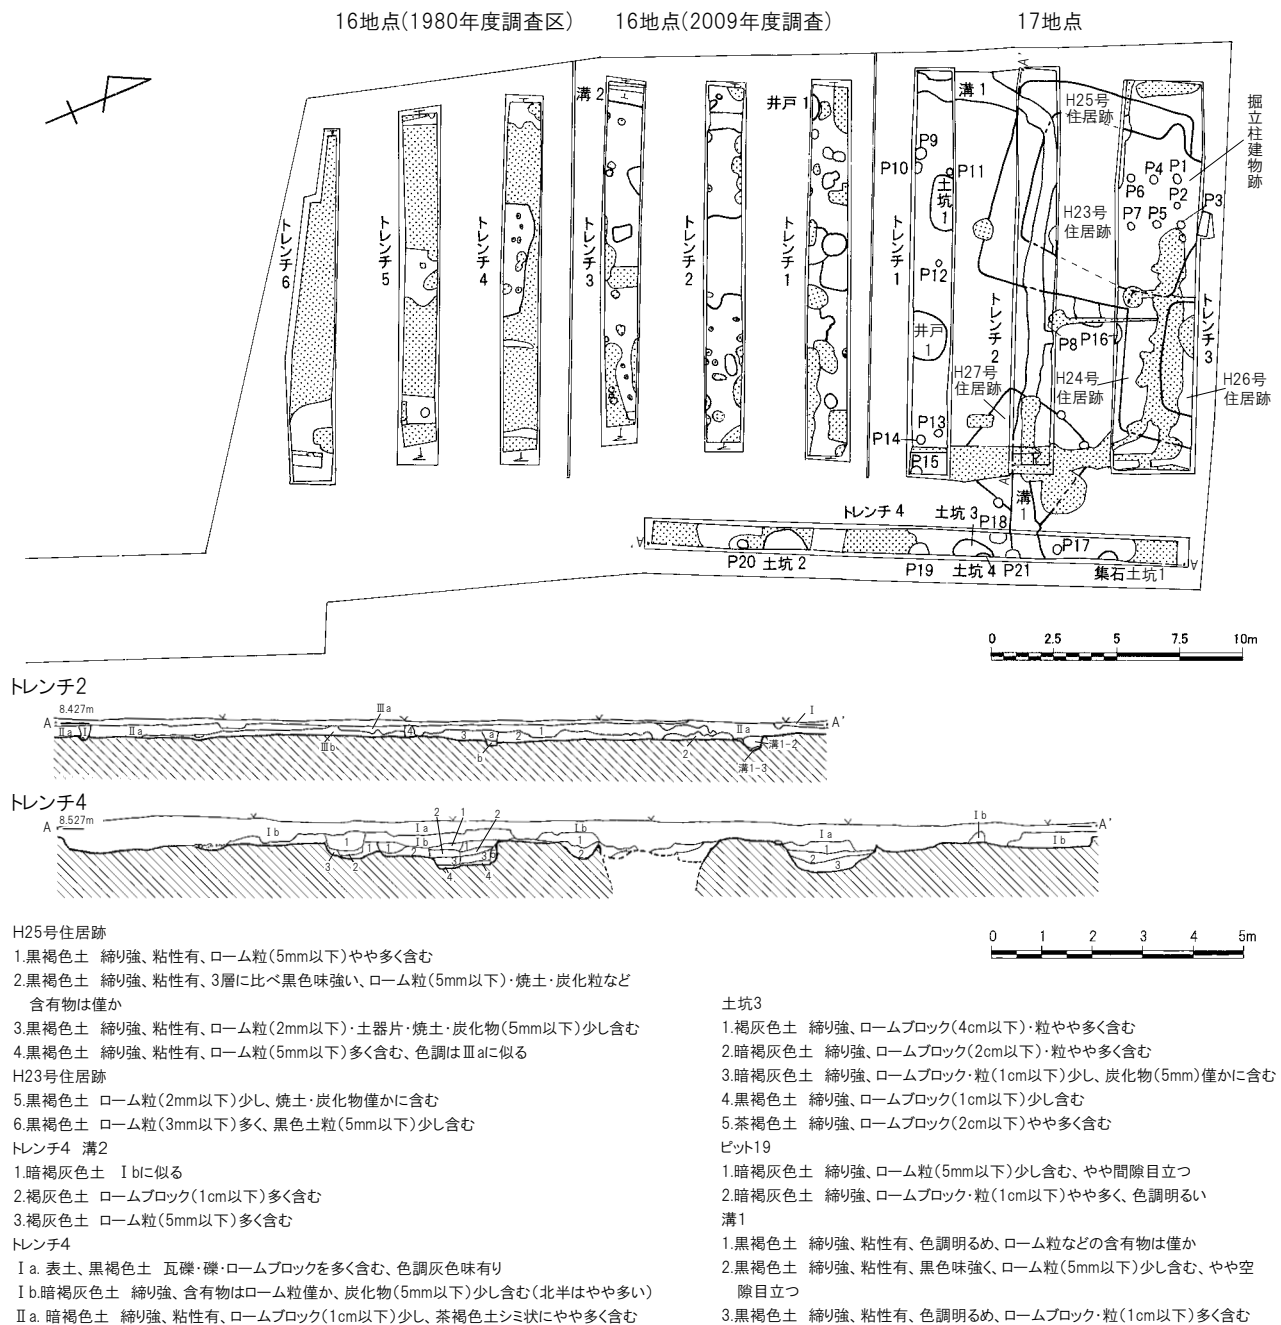 16地点(1980年度調査区)
16地点(2009年度調査)
17地点
A'
溝 2
井戸 1
溝 1
H25号
住居跡
掘立柱建物跡
P9
P10
P11
土坑1
P4
P1
P6
P2
P3
P7
P5
H23号
住居跡
トレンチ6
トレンチ5
トレンチ4
トレンチ3
トレンチ2
トレンチ1
トレンチ1
P12
トレンチ2
トレンチ3
井戸
1
P8
P16
H27号
住居跡
H24号
住居跡
H26号
住居跡
P13
P14
P15
A
溝1
トレンチ 4
土坑 3
P18
A'
P17
A
P20
土坑 2
P19
土坑 4
P21
集石土坑1
0
2.5
5
7.5
10m
トレンチ2
8.427m
A
Ⅱa
1
Ⅱa
Ⅲb
Ⅲa
4
3
a
b
2
1
2
Ⅱa
溝1-2
溝1-3
Ⅰ
A'
トレンチ4
8.527m
A
Ⅰb
Ⅰa
2
1
2
Ⅰb
1
1
1
Ⅰb
1
3
2
3
3
4
4
1
2
Ⅰa
1
2
3
Ⅰb
Ⅰb
A'
0
1
2
3
4
5m
H25号住居跡
1.黒褐色土　締り強、粘性有、ローム粒(5mm以下)やや多く含む
2.黒褐色土　締り強、粘性有、3層に比べ黒色味強い、ローム粒(5mm以下)・焼土・炭化粒など
含有物は僅か
3.黒褐色土　締り強、粘性有、ローム粒(2mm以下)・土器片・焼土・炭化物(5mm以下)少し含む
4.黒褐色土　締り強、粘性有、ローム粒(5mm以下)多く含む、色調はⅢaに似る
H23号住居跡
5.黒褐色土　ローム粒(2mm以下)少し、焼土・炭化物僅かに含む
6.黒褐色土　ローム粒(3mm以下)多く、黒色土粒(5mm以下)少し含む
トレンチ4　溝2
1.暗褐灰色土　Ⅰbに似る
2.褐灰色土　ロームブロック(1cm以下)多く含む
3.褐灰色土　ローム粒(5mm以下)多く含む
トレンチ4
Ⅰa. 表土、黒褐色土　瓦礫・礫・ロームブロックを多く含む、色調灰色味有り
Ⅰb.暗褐灰色土　締り強、含有物はローム粒僅か、炭化物(5mm以下)少し含む(北半はやや多い)
Ⅱa. 暗褐色土　締り強、粘性有、ロームブロック(1cm以下)少し、茶褐色土シミ状にやや多く含む
土坑3
1.褐灰色土　締り強、ロームブロック(4cm以下)・粒やや多く含む
2.暗褐灰色土　締り強、ロームブロック(2cm以下)・粒やや多く含む
3.暗褐灰色土　締り強、ロームブロック・粒(1cm以下)少し、炭化物(5mm)僅かに含む
4.黒褐色土　締り強、ロームブロック(1cm以下)少し含む
5.茶褐色土　締り強、ロームブロック(2cm以下)やや多く含む
ピット19
1.暗褐灰色土　締り強、ローム粒(5mm以下)少し含む、やや間隙目立つ
2.暗褐灰色土　締り強、ロームブロック・粒(1cm以下)やや多く、色調明るい
溝1
1.黒褐色土　締り強、粘性有、色調明るめ、ローム粒などの含有物は僅か
2.黒褐色土　締り強、粘性有、黒色味強く、ローム粒(5mm以下)少し含む、やや空
隙目立つ
3.黒褐色土　締り強、粘性有、色調明るめ、ロームブロック・粒(1cm以下)多く含む